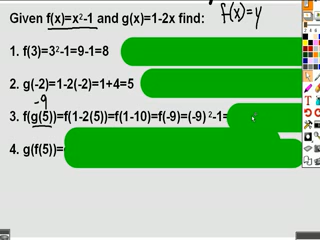 Given f(x)=x²-1 and g(x)=1-2x find: f(x)=y
1. f(3)=3²-1=9-1=8
2. g(-2)=1-2(-2)=1+4=5
-9
3. f(g(5))=f(1-2(5))=f(1-10)=f(-9)=(-9)²-1=
4. g(f(5))=